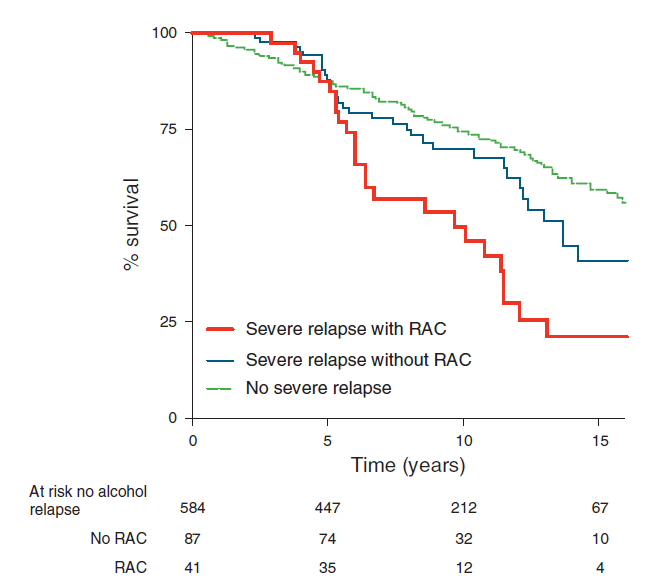 100
75
50
25
0
% survival
Severe relapse with RAC
Severe relapse without RAC
No severe relapse
0 5 10 15
Time (years)
At risk no alcohol
relapse 584 447 212 67
No RAC 87 74 32 10
RAC 41 35 12 4